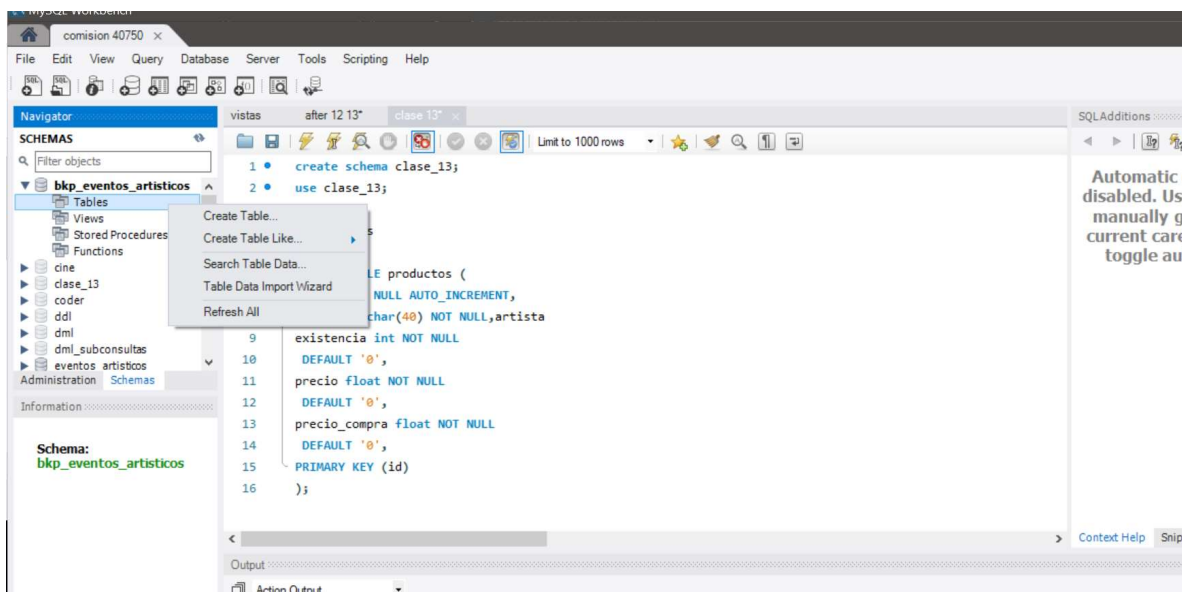 MySQL Workbench
comision 40750 ×
File Edit View Query Database Server Tools Scripting Help
Navigator
SCHEMAS
Filter objects
bkp_eventos_artisticos
Tables
Views
Stored Procedures
Functions
cine
clase_13
coder
ddl
dml
dml_subconsultas
eventos_artisticos
Administration Schemas
Information
Schema:
bkp_eventos_artisticos
Create Table...
Create Table Like...
Search Table Data...
Table Data Import Wizard
Refresh All
vistas after 12 13* clase 13* ×
Limit to 1000 rows
1 create schema clase_13;
2 use clase_13;
s
LE productos (
NULL AUTO_INCREMENT,
char(40) NOT NULL,artista
9 existencia int NOT NULL
10 DEFAULT '0',
11 precio float NOT NULL
12 DEFAULT '0',
13 precio_compra float NOT NULL
14 DEFAULT '0',
15 PRIMARY KEY (id)
16 );
Output
Action Output
SQLAdditions
Automatic
disabled. Us
manually g
current care
toggle au
Context Help Snip